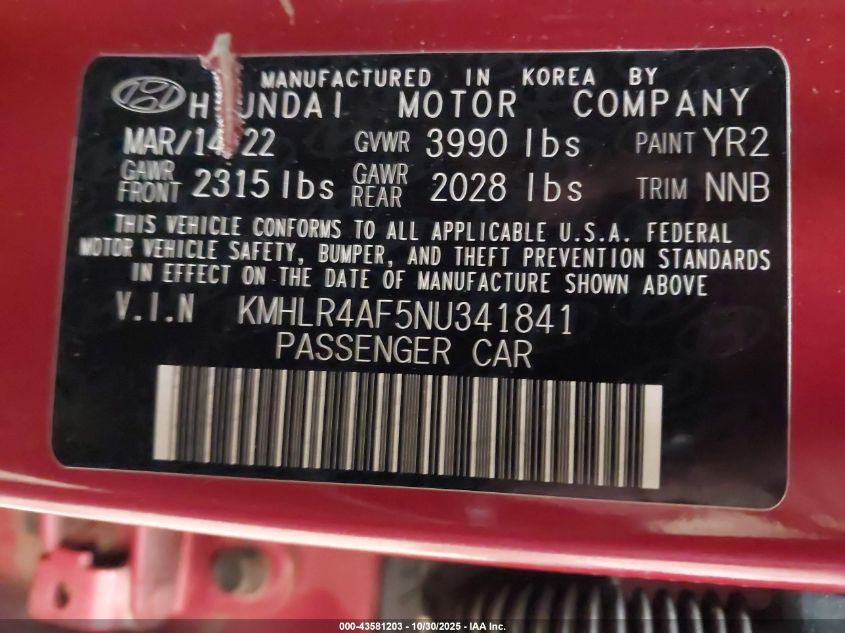 MANUFACTURED IN KOREA BY
HYUNDAI MOTOR COMPANY
MAR/14/22 GVWR 3990 lbs PAINT YR2
GAWR FRONT 2315 lbs GAWR REAR 2028 lbs TRIM NNB
THIS VEHICLE CONFORMS TO ALL APPLICABLE U.S.A. FEDERAL
MOTOR VEHICLE SAFETY, BUMPER, AND THEFT PREVENTION STANDARDS
IN EFFECT ON THE DATE OF MANUFACTURE SHOWN ABOVE
V.I.N KMHLR4AF5NU341841
PASSENGER CAR
000-43581203 - 10/30/2025 - IAA Inc.